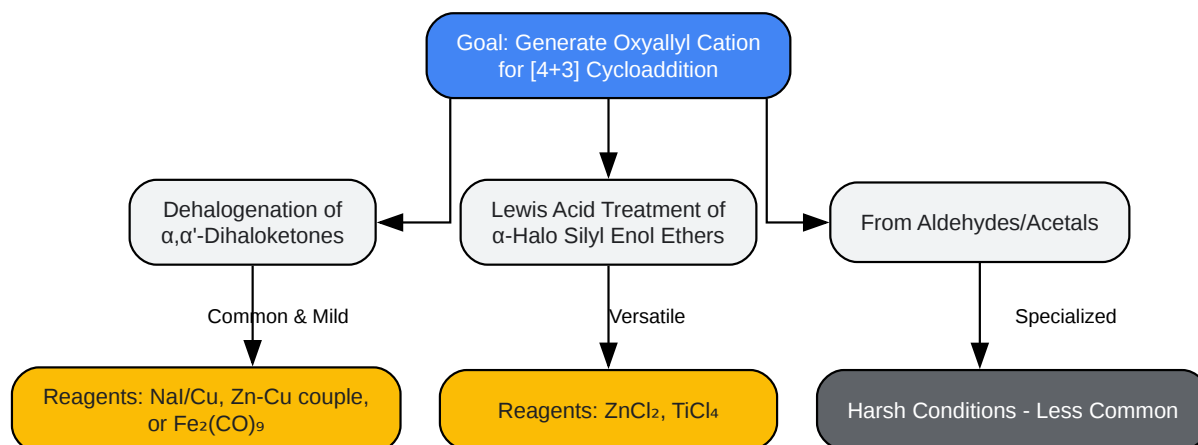 Goal: Generate Oxyallyl Cation
for [4+3] Cycloaddition
Dehalogenation of
α,α'-Dihaloketones
Lewis Acid Treatment of
α-Halo Silyl Enol Ethers
From Aldehydes/Acetals
Common & Mild
Versatile
Specialized
Reagents: NaI/Cu, Zn-Cu couple,
or Fe₂(CO)₉
Reagents: ZnCl₂, TiCl₄
Harsh Conditions - Less Common